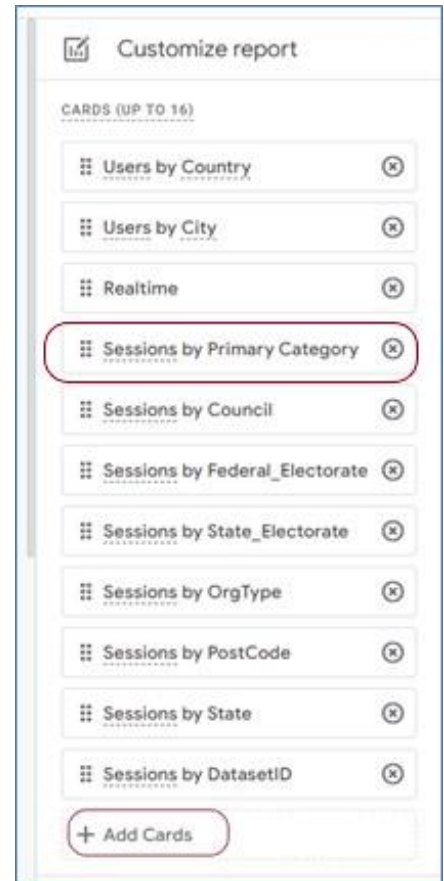 Customize report
CARDS (UP TO 16)
Users by Country
Users by City
Realtime
Sessions by Primary Category
Sessions by Council
Sessions by Federal_Electorate
Sessions by State_Electorate
Sessions by OrgType
Sessions by PostCode
Sessions by State
Sessions by DatasetID
+ Add Cards